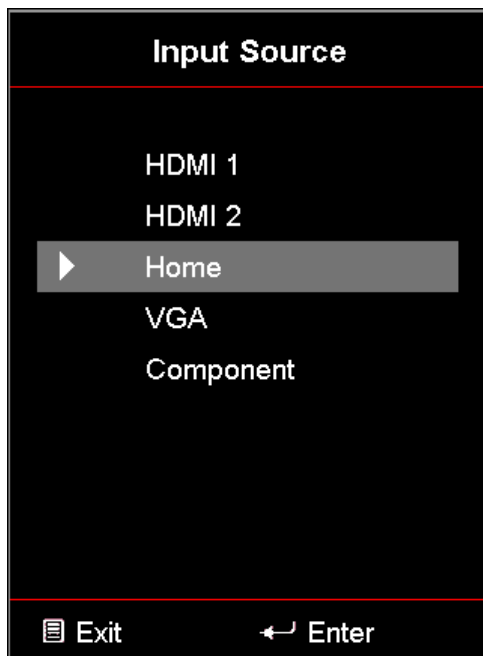 Input Source
HDMI 1
HDMI 2
Home
VGA
Component
Exit Enter